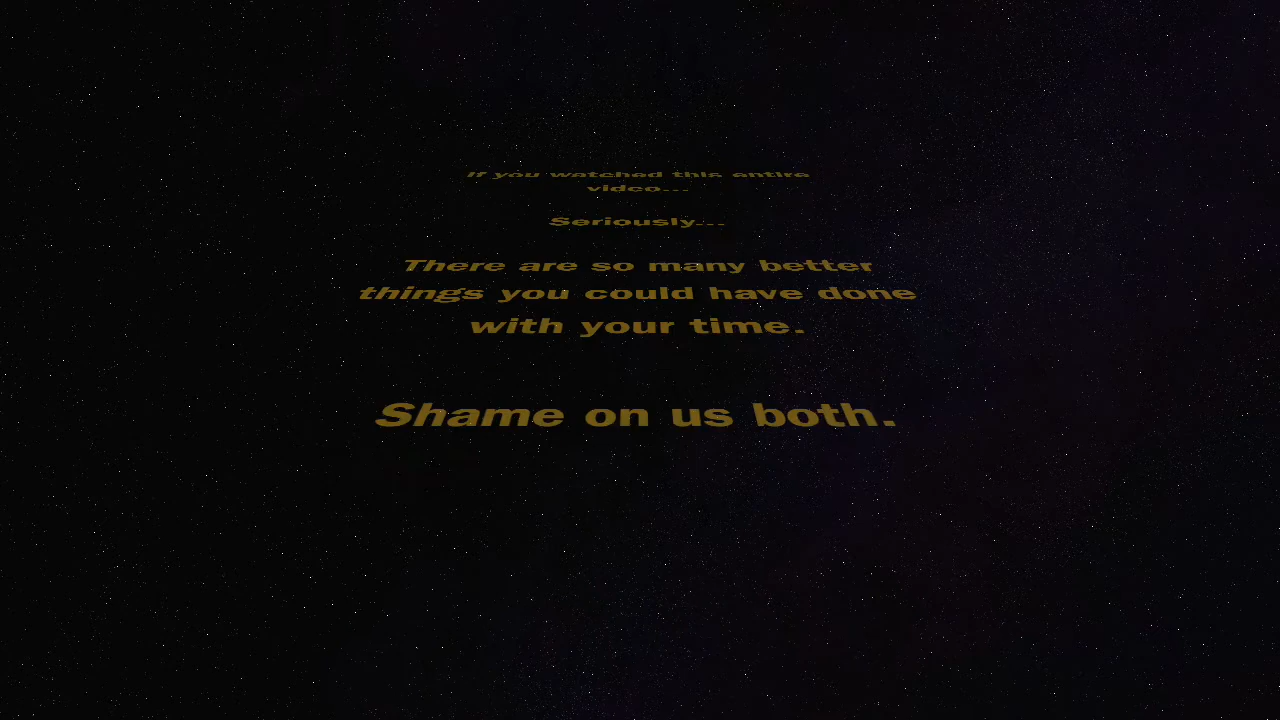 If you watched this entire
video...
Seriously...
There are so many better
things you could have done
with your time.
Shame on us both.